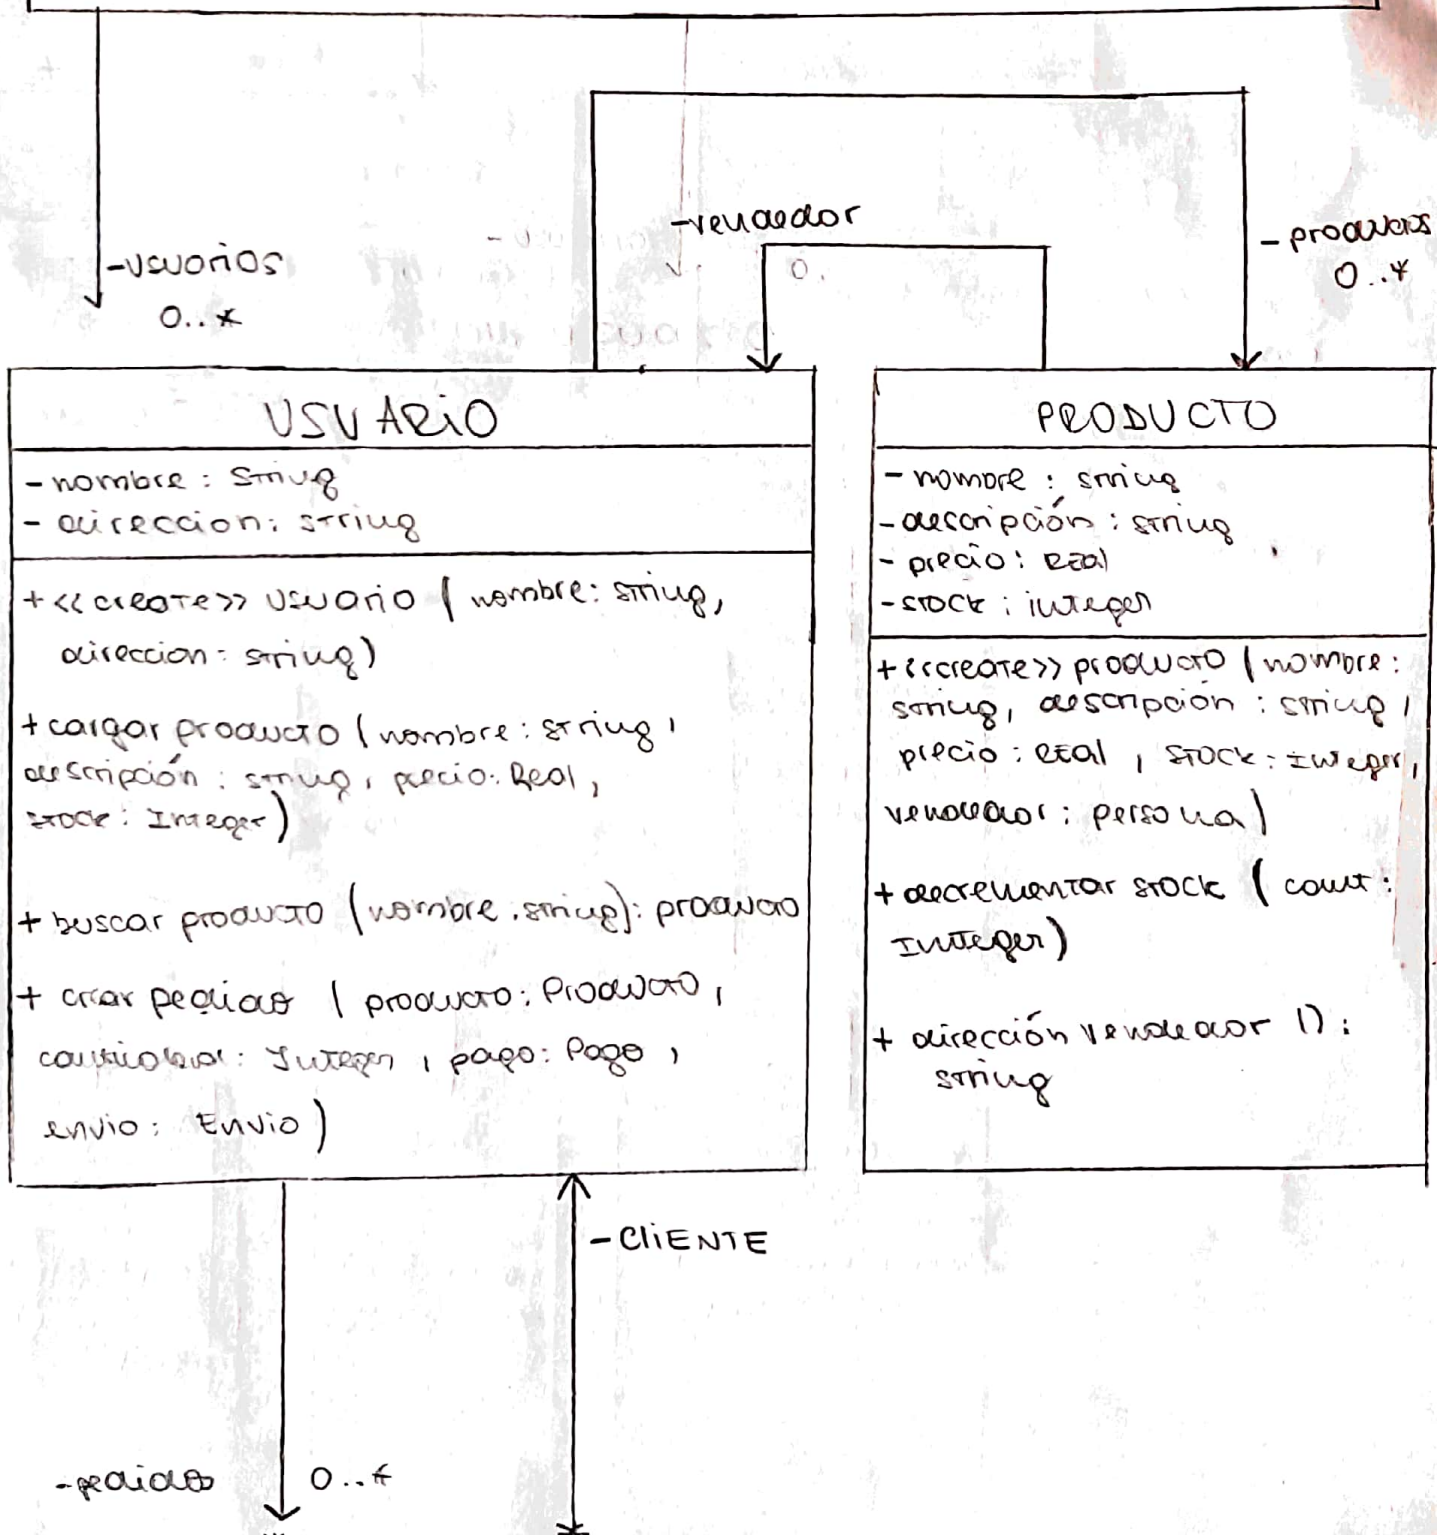 -usuarios
0..*
-vendedor
0.
- productos
0..*
USUARIO
- nombre : String
- direccion: string
+ <<create>> usuario ( nombre: string,
direccion: string)
+ cargar producto ( nombre: string,
descripción : string, precio: Real,
stock: Integer)
+ buscar producto (nombre.string): producto
+ crear pedido ( producto: Producto,
cantidad: Integer, pago: Pago,
envio: Envio)
PRODUCTO
- nombre : string
- descripción : string
- precio: Real
- stock : integer
+ <<create>> producto ( nombre:
string, descripción : string,
precio : Real, stock: Integer,
vendedor: persona)
+ decrementar stock ( cant:
Integer)
+ dirección vendedor ():
string
- CLIENTE
-pedidos 0..*